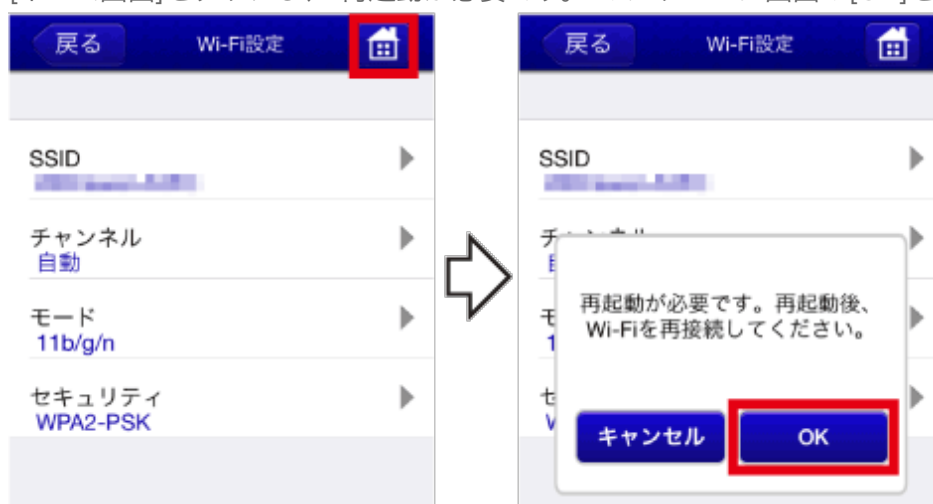 戻る
Wi-Fi設定
SSID
チャンネル
自動
モード
11b/g/n
セキュリティ
WPA2-PSK
戻る
Wi-Fi設定
SSID
再起動が必要です。再起動後、
Wi-Fiを再接続してください。
キャンセル
OK